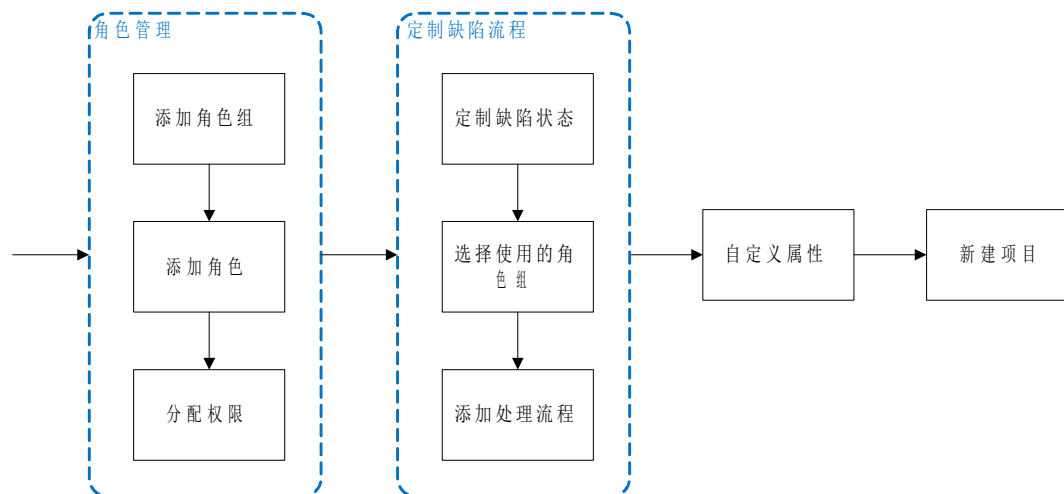 角色管理
添加角色组
添加角色
分配权限
定制缺陷流程
定制缺陷状态
选择使用的角
色组
添加处理流程
自定义属性
新建项目